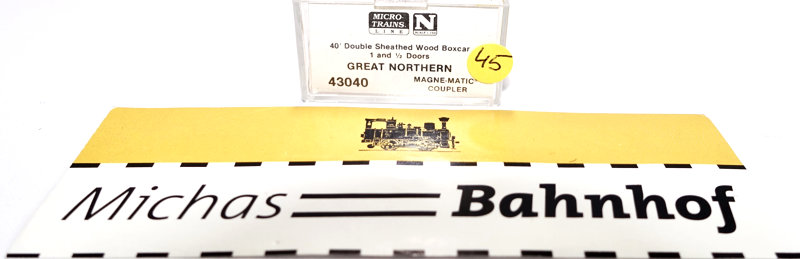 MICRO-
TRAINS®
LINE
N
40' Double Sheathed Wood Boxcar
1 and ½ Doors
GREAT NORTHERN
43040
MAGNE-MATIC®
COUPLER
45
Michas Bahnhof